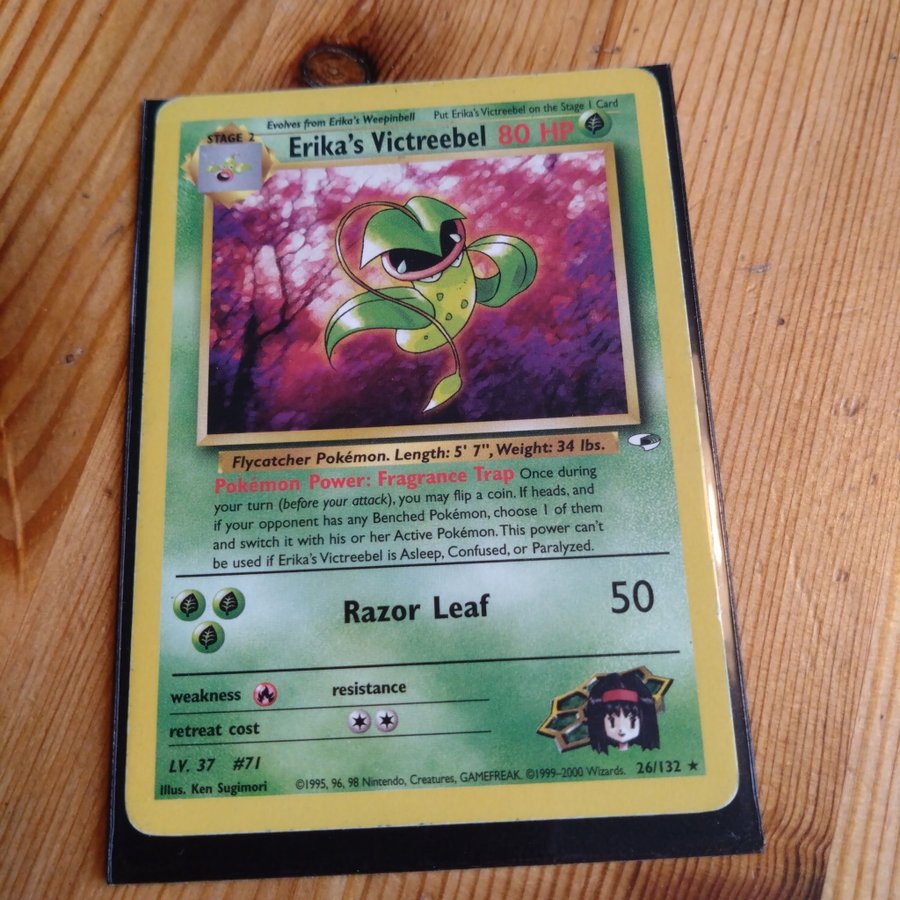 Evolves from Erika's Weepinbell Put Erika's Victreebel on the Stage 1 Card
STAGE 2
Erika's Victreebel 80 HP
Flycatcher Pokémon. Length: 5' 7", Weight: 34 lbs.
Pokémon Power: Fragrance Trap Once during
your turn (before your attack), you may flip a coin. If heads, and
if your opponent has any Benched Pokémon, choose 1 of them
and switch it with his or her Active Pokémon. This power can't
be used if Erika's Victreebel is Asleep, Confused, or Paralyzed.
Razor Leaf 50
weakness resistance
retreat cost
LV. 37 #71
Illus. Ken Sugimori ©1995, 96, 98 Nintendo, Creatures, GAMEFREAK. ©1999-2000 Wizards. 26/132 ★